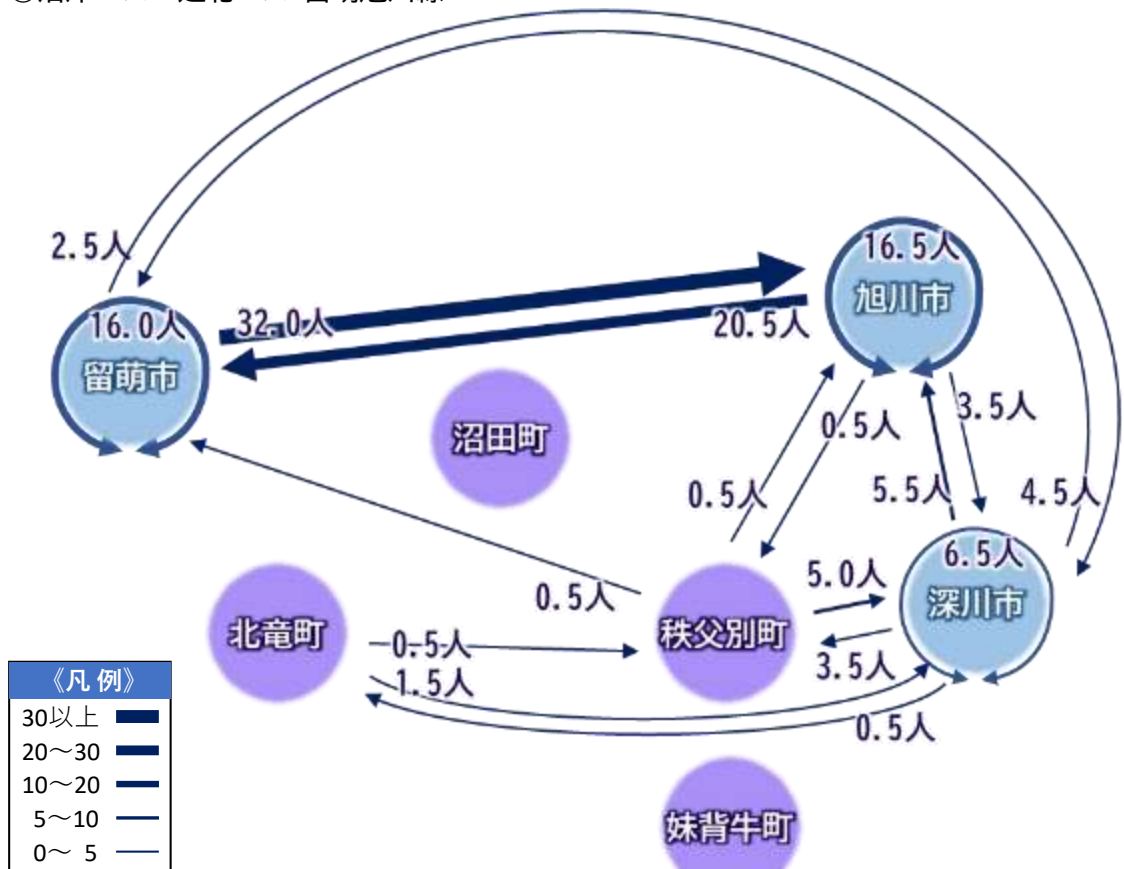 2.5人
16.5人
旭川市
16.0人
32.0人
20.5人
留萌市
沼田町
0.5人
3.5人
0.5人
5.5人
4.5人
6.5人
5.0人
深川市
0.5人
北竜町
0.5人
秩父別町
3.5人
1.5人
0.5人
妹背牛町
《凡 例》
30以上
20～30
10～20
5～10
0～ 5